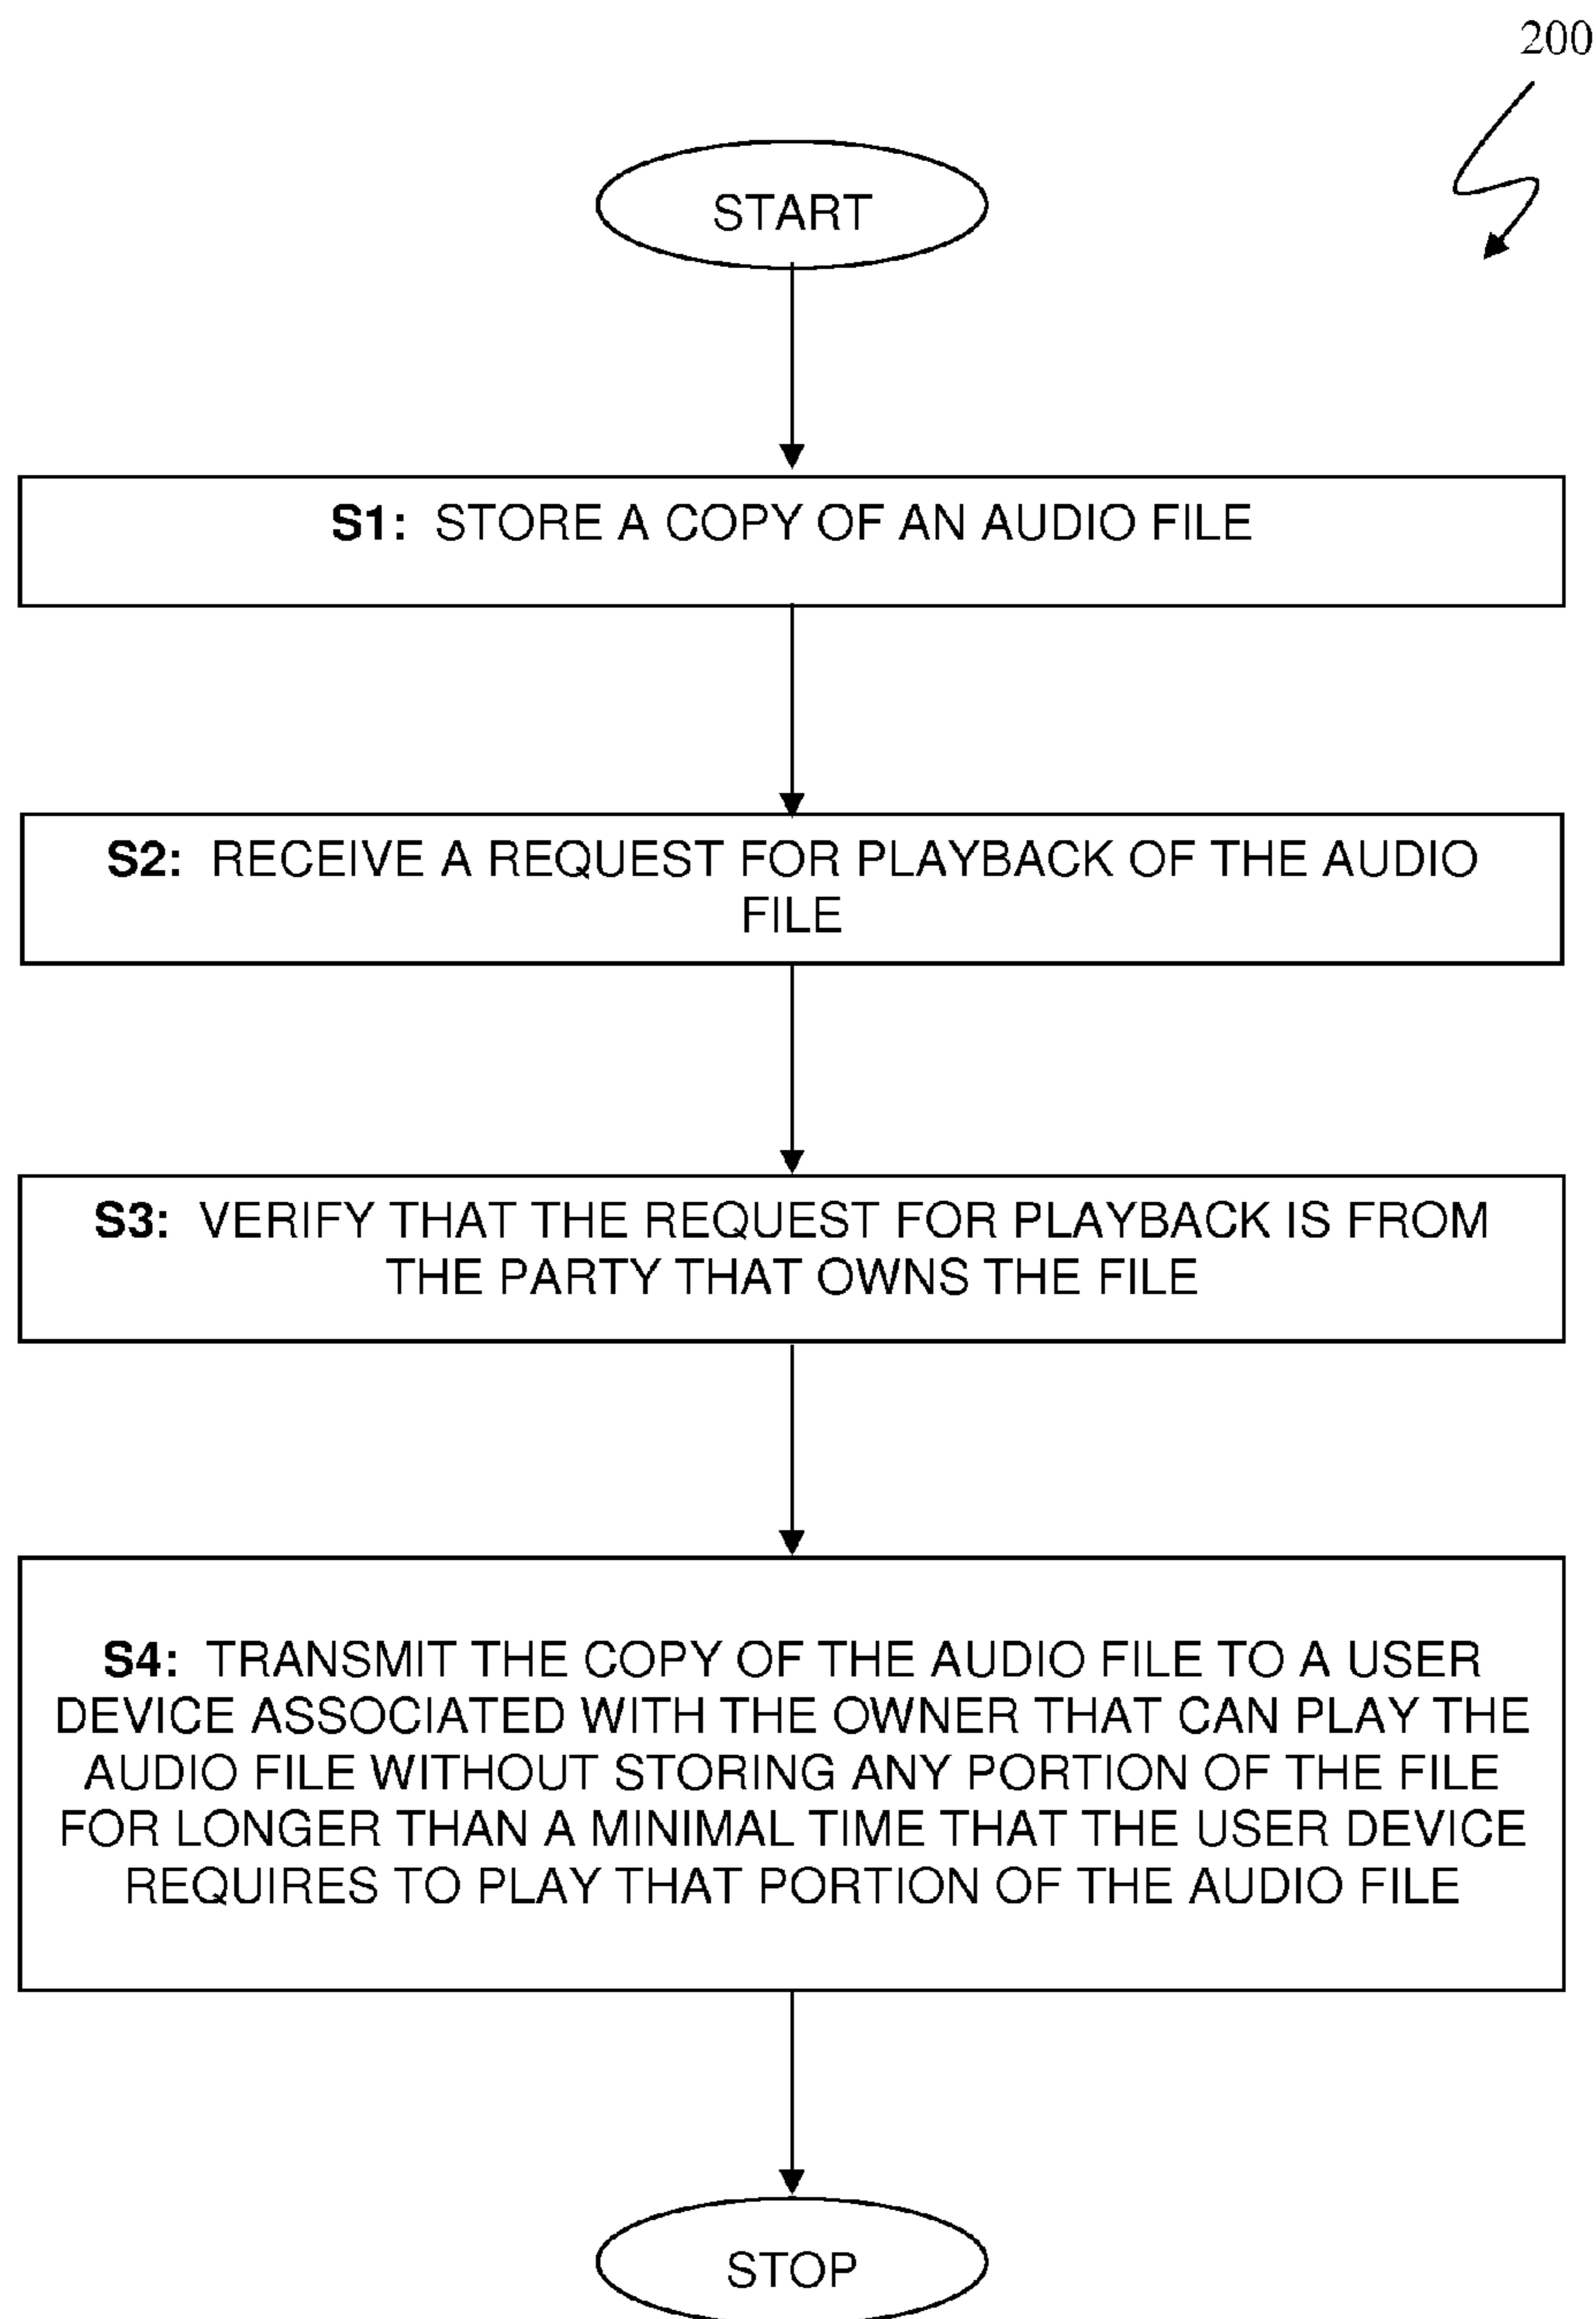 200
START
S1: STORE A COPY OF AN AUDIO FILE
S2: RECEIVE A REQUEST FOR PLAYBACK OF THE AUDIO
FILE
S3: VERIFY THAT THE REQUEST FOR PLAYBACK IS FROM
THE PARTY THAT OWNS THE FILE
S4: TRANSMIT THE COPY OF THE AUDIO FILE TO A USER
DEVICE ASSOCIATED WITH THE OWNER THAT CAN PLAY THE
AUDIO FILE WITHOUT STORING ANY PORTION OF THE FILE
FOR LONGER THAN A MINIMAL TIME THAT THE USER DEVICE
REQUIRES TO PLAY THAT PORTION OF THE AUDIO FILE
STOP